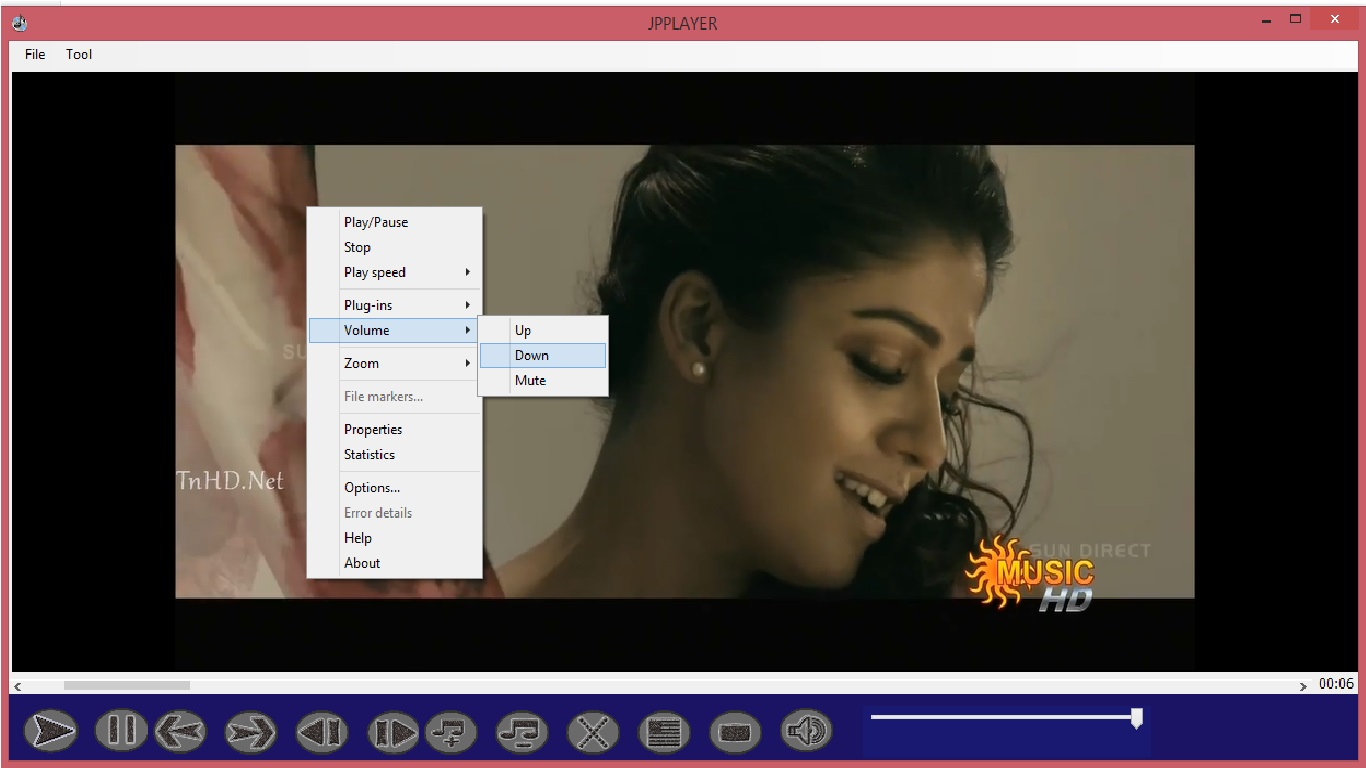 JPPLAYER
File Tool
Play/Pause
Stop
Play speed
Plug-ins
Volume
Up
Down
Mute
Zoom
File markers...
Properties
Statistics
Options...
Error details
Help
About
SU
TnHD.Net
SUN DIRECT
MUSIC
HD
00:06